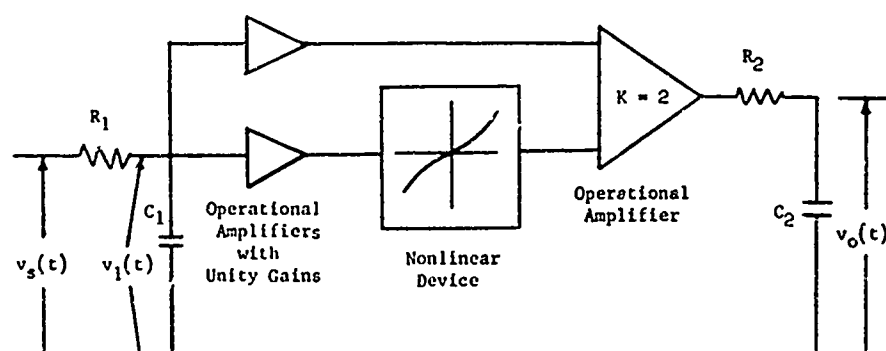 R2
K = 2
R1
C1
Operational
Amplifiers
with
Unity Gains
Operational
Amplifier
C2
vs(t)
v1(t)
Nonlinear
Device
vo(t)